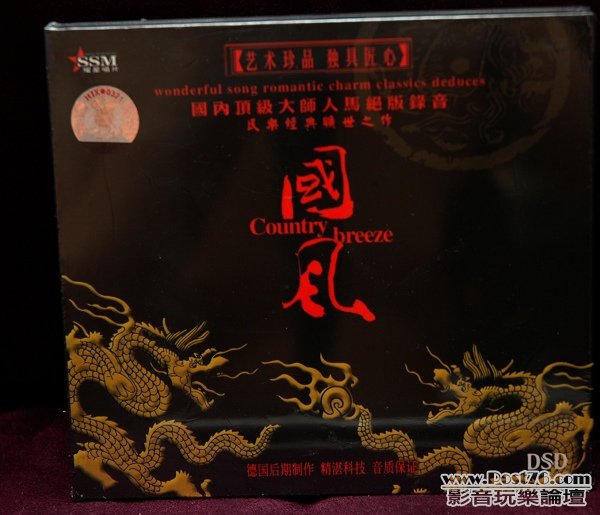 SSM
HIX●0321
【艺术珍品 独具匠心】
wonderful song romantic charm classics deduces
國內頂級大師人馬絕版錄音
民樂經典曠世之作
國
Country
breeze
风
德国后期制作 精湛科技 音质保证
DSD
www.Post76.com
影音玩樂論壇